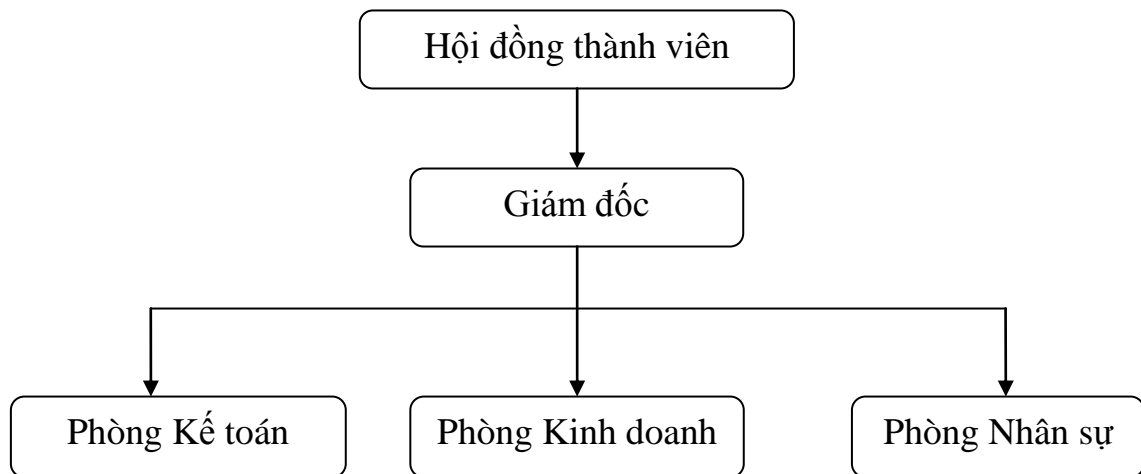 Hội đồng thành viên
Giám đốc
Phòng Kế toán
Phòng Kinh doanh
Phòng Nhân sự